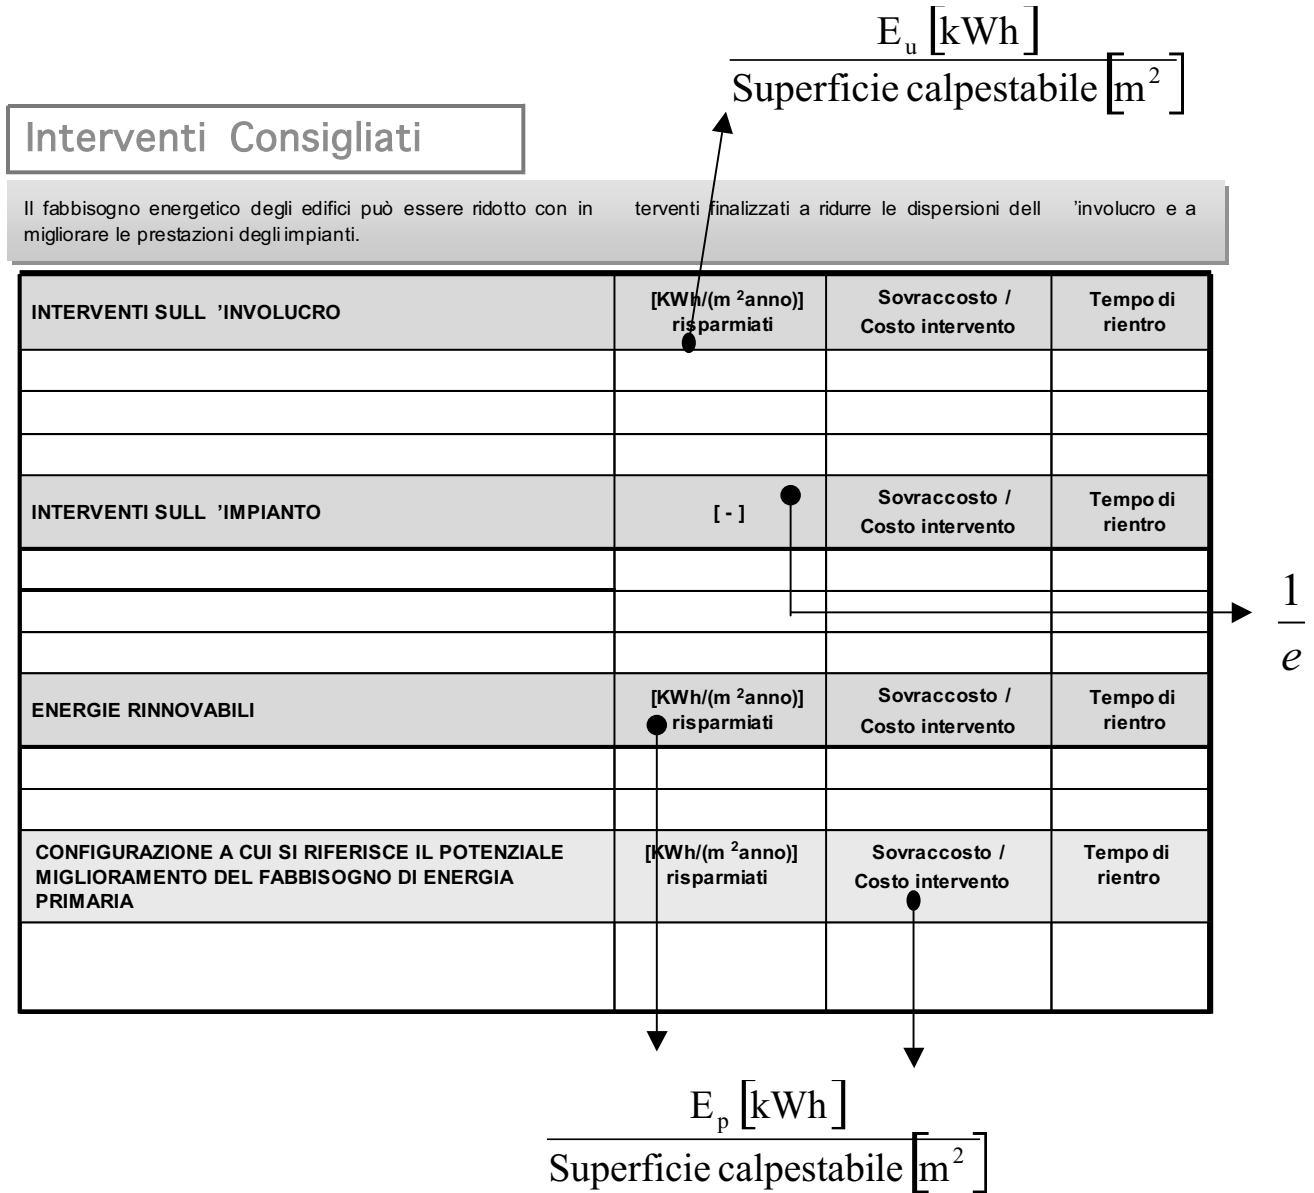 E_u [kWh]
Superficie calpestabile [m²]
Interventi Consigliati
Il fabbisogno energetico degli edifici può essere ridotto con in terventi finalizzati a ridurre le dispersioni dell 'involucro e a
migliorare le prestazioni degli impianti.
INTERVENTI SULL 'INVOLUCRO
[KWh/(m ²anno)]
risparmiati
Sovraccosto /
Costo intervento
Tempo di
rientro
INTERVENTI SULL 'IMPIANTO
[ - ]
Sovraccosto /
Costo intervento
Tempo di
rientro
1
e
ENERGIE RINNOVABILI
[KWh/(m ²anno)]
risparmiati
Sovraccosto /
Costo intervento
Tempo di
rientro
CONFIGURAZIONE A CUI SI RIFERISCE IL POTENZIALE
MIGLIORAMENTO DEL FABBISOGNO DI ENERGIA
PRIMARIA
[KWh/(m ²anno)]
risparmiati
Sovraccosto /
Costo intervento
Tempo di
rientro
E_p [kWh]
Superficie calpestabile [m²]